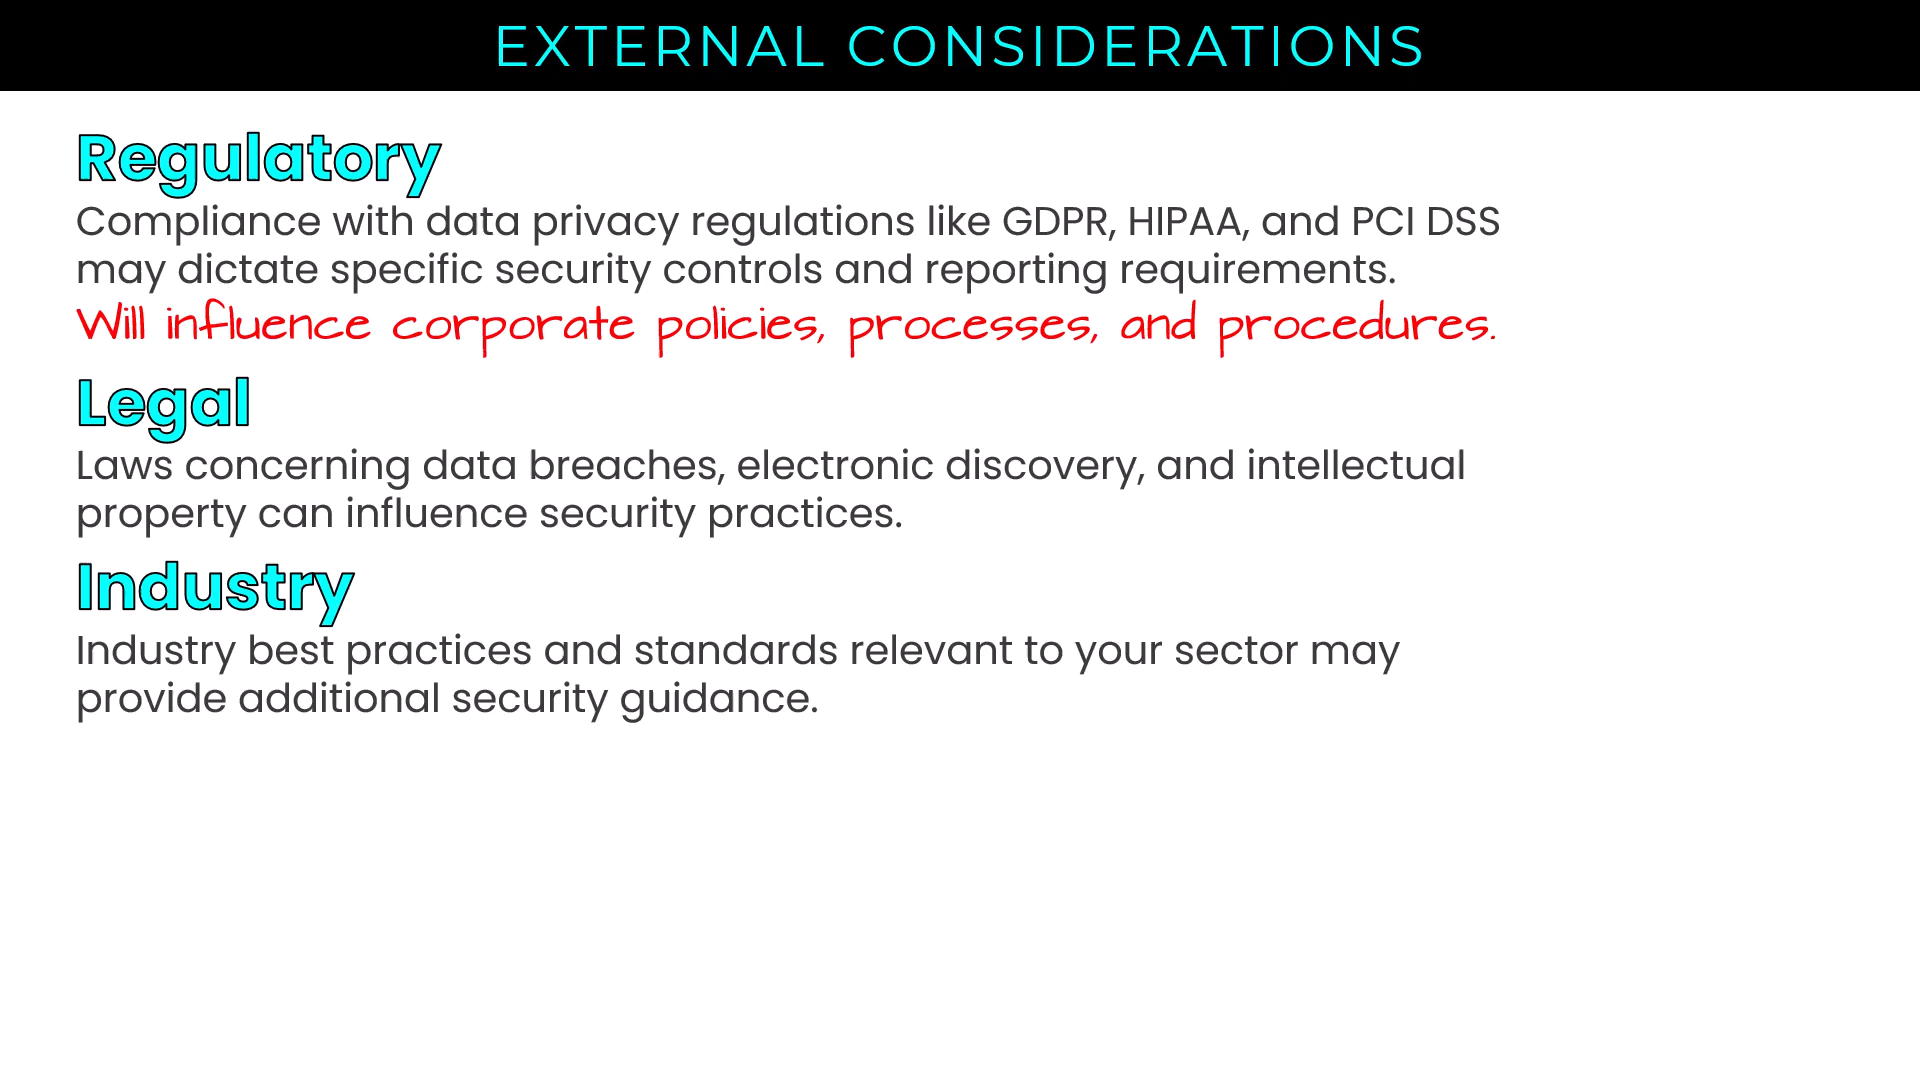 EXTERNAL CONSIDERATIONS
Regulatory
Compliance with data privacy regulations like GDPR, HIPAA, and PCI DSS
may dictate specific security controls and reporting requirements.
Will influence corporate policies, processes, and procedures.
Legal
Laws concerning data breaches, electronic discovery, and intellectual
property can influence security practices.
Industry
Industry best practices and standards relevant to your sector may
provide additional security guidance.